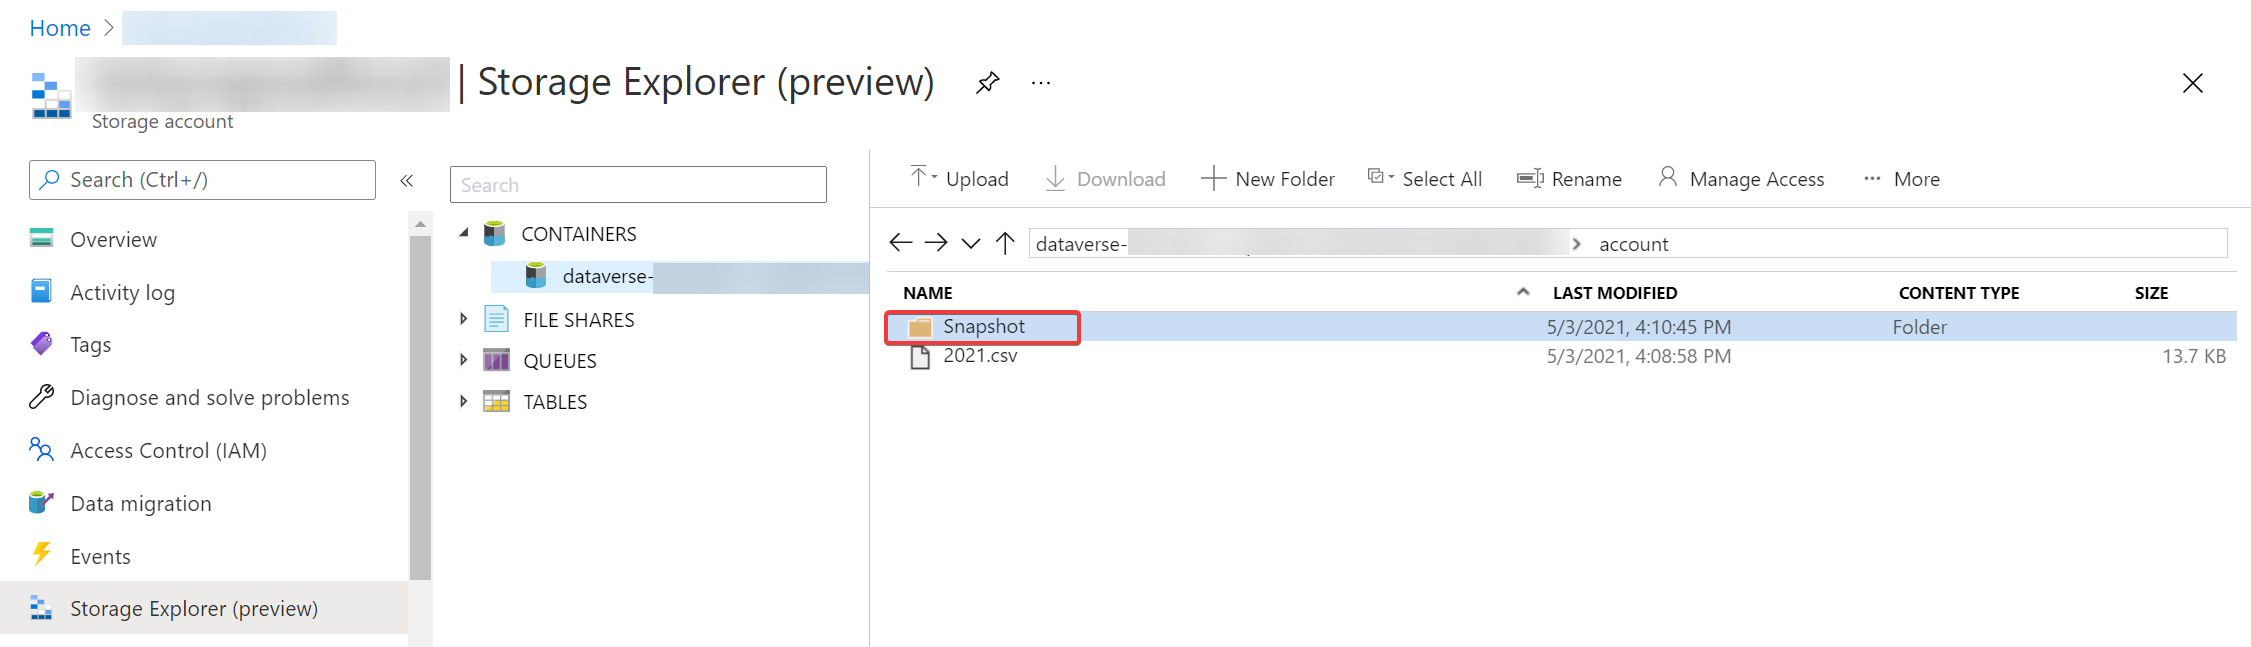 Home
| Storage Explorer (preview)
Storage account
Search (Ctrl+/)
Overview
Activity log
Tags
Diagnose and solve problems
Access Control (IAM)
Data migration
Events
Storage Explorer (preview)
Search
CONTAINERS
dataverse-
FILE SHARES
QUEUES
TABLES
Upload Download New Folder Select All Rename Manage Access ... More
dataverse- account
NAME LAST MODIFIED CONTENT TYPE SIZE
Snapshot 5/3/2021, 4:10:45 PM Folder
2021.csv 5/3/2021, 4:08:58 PM 13.7 KB